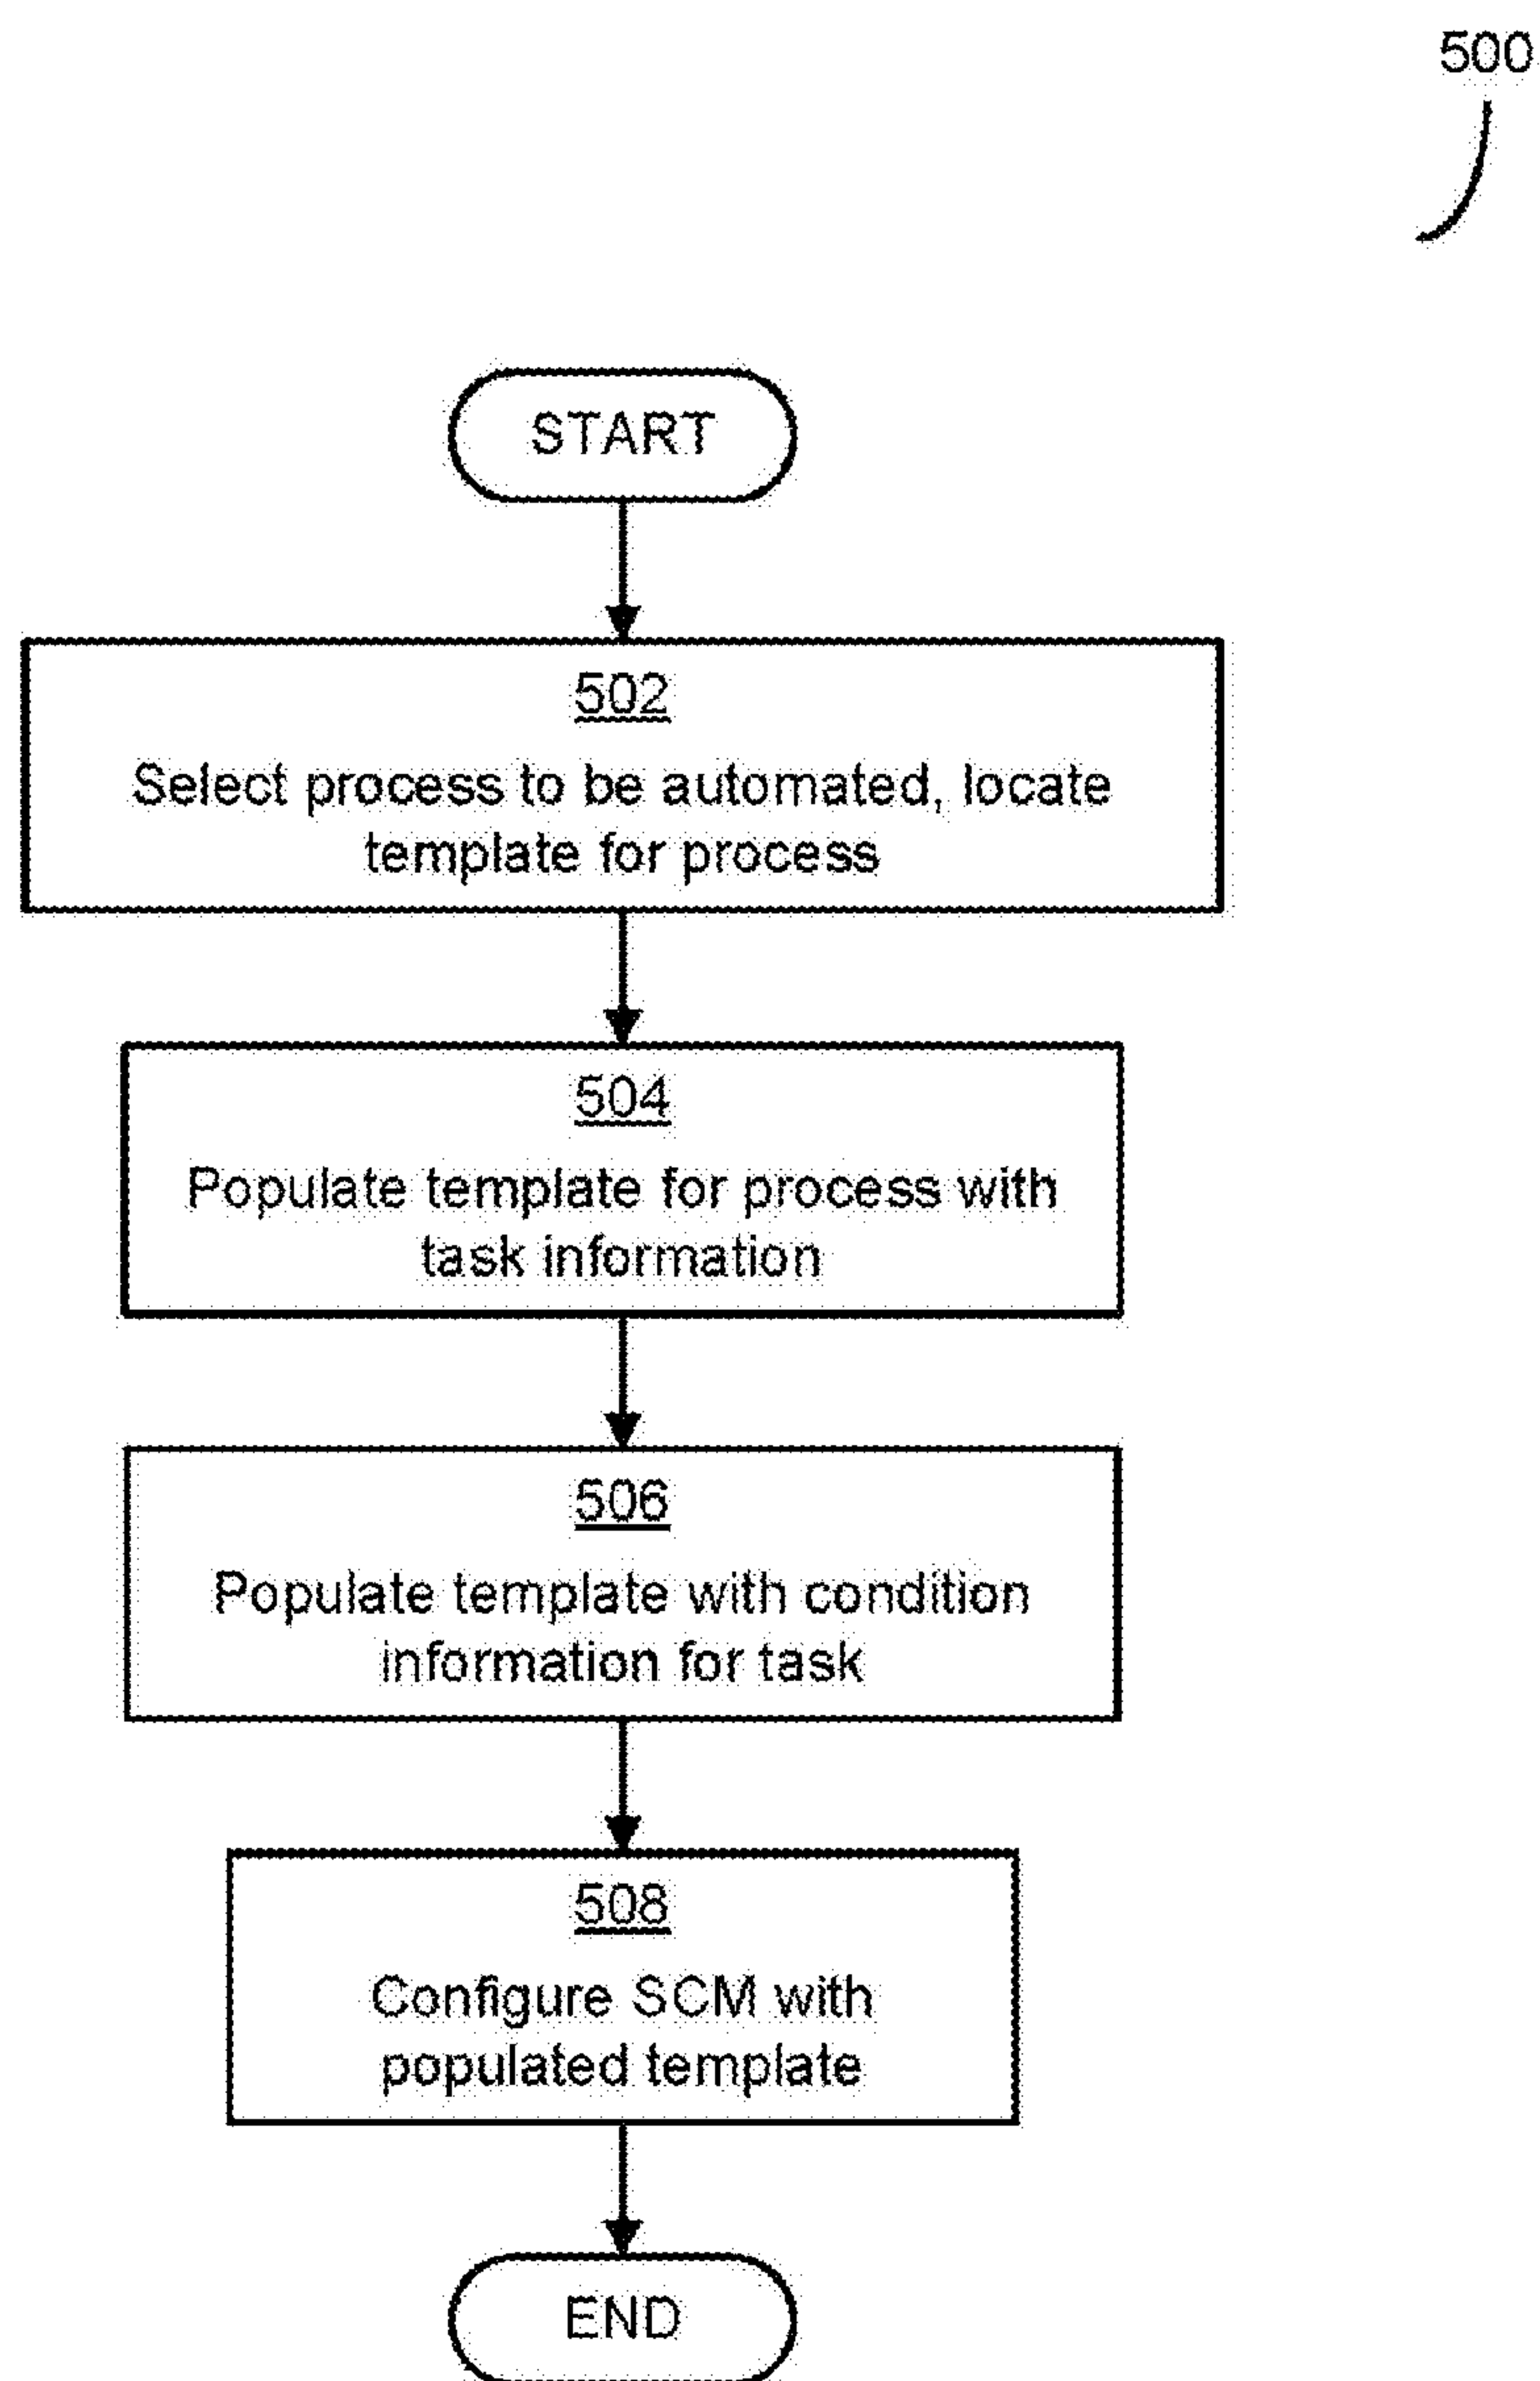 500
START
502
Select process to be automated, locate
template for process
504
Populate template for process with
task information
506
Populate template with condition
information for task
508
Configure SCM with
populated template
END